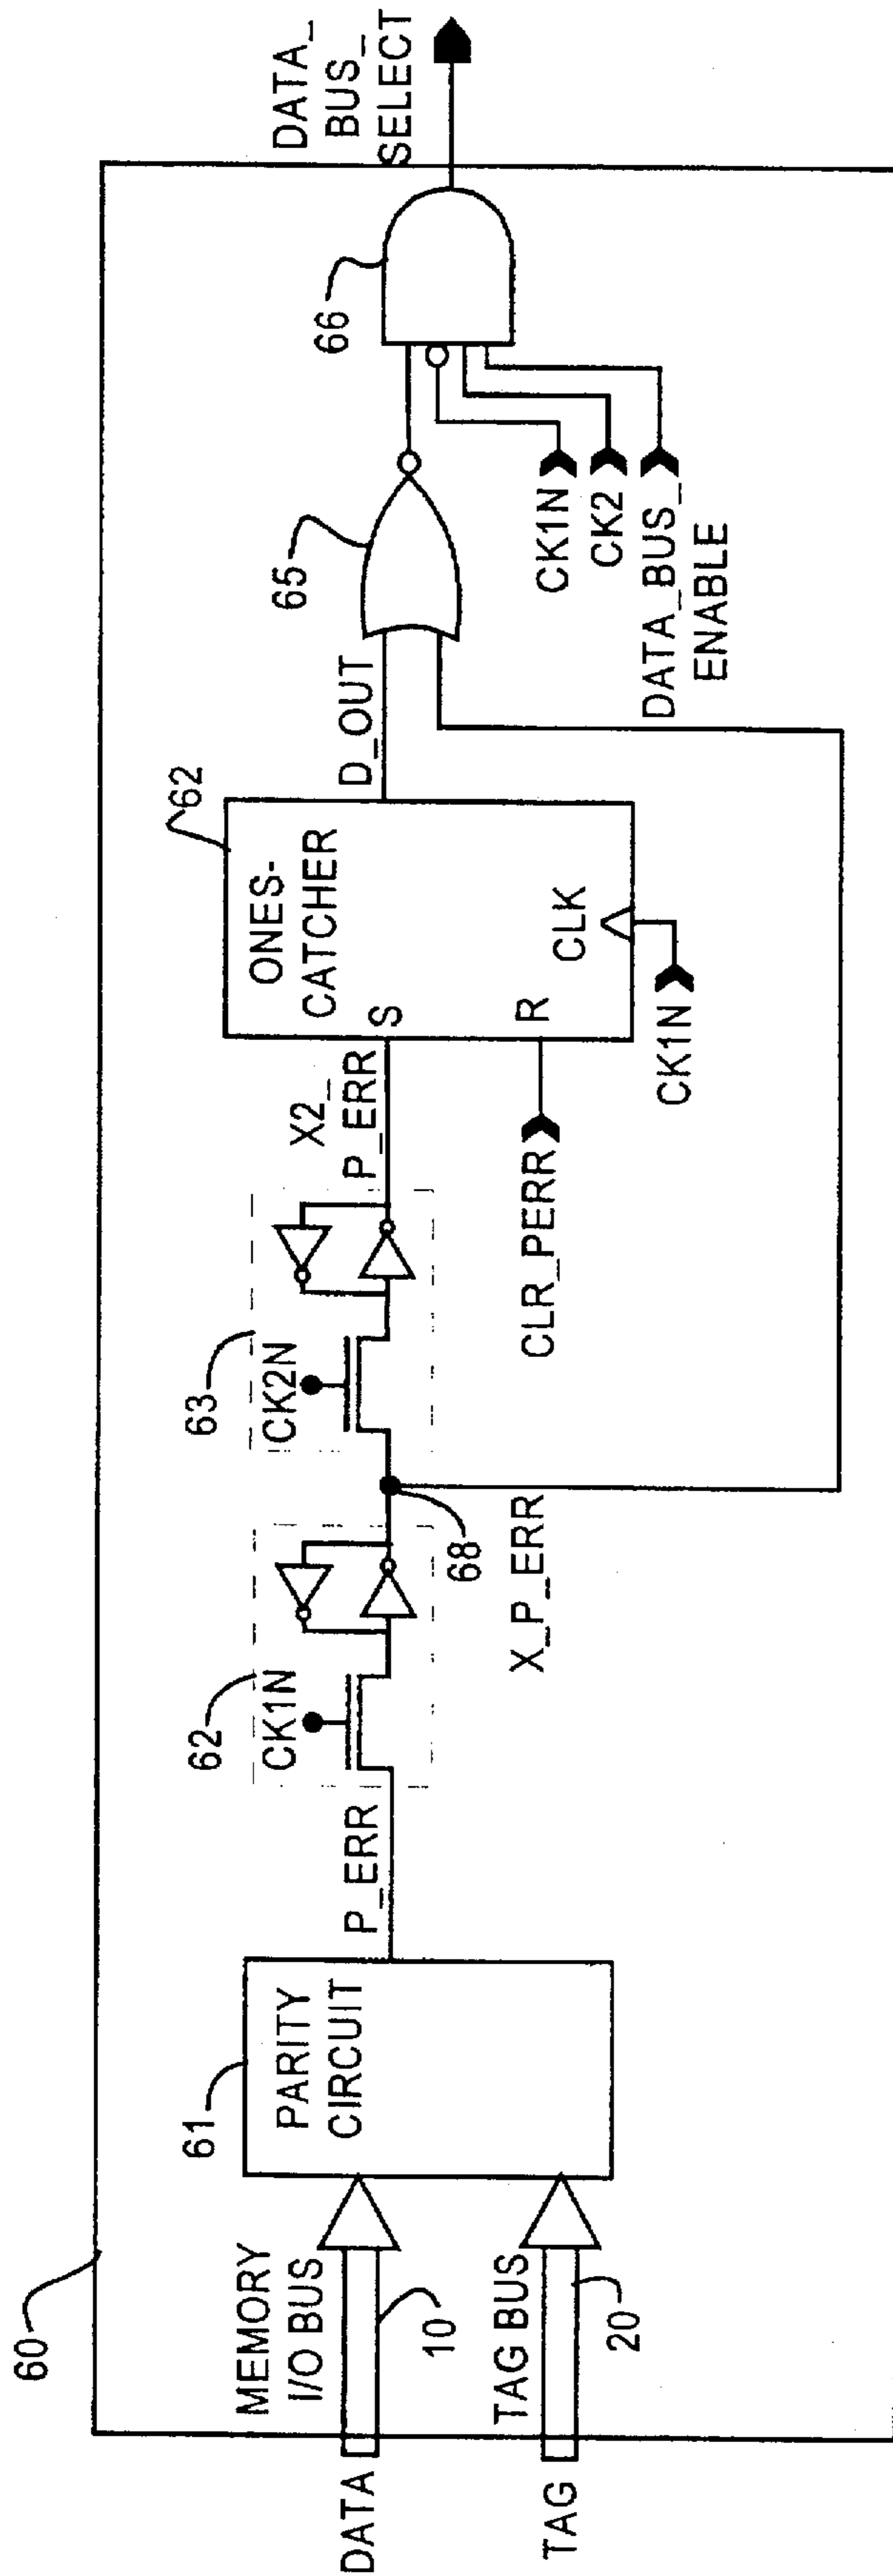 60
DATA
MEMORY
I/O BUS
10
TAG
TAG BUS
20
61
PARITY
CIRCUIT
P_ERR
62
CK1N
68
X_P_ERR
63
CK2N
X2_
P_ERR
CLR_PERR
62
ONES-
CATCHER
S
R
CLK
CK1N
D_OUT
65
66
CK1N
CK2
DATA_BUS_
ENABLE
DATA_
BUS_
SELECT